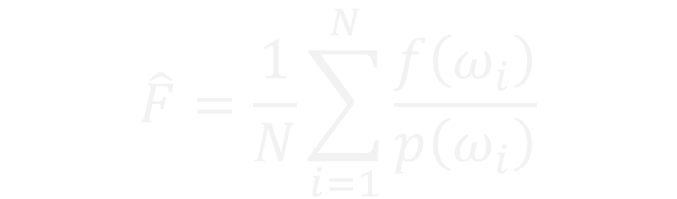 F̂ = 1/N ∑_{i=1}^{N} f(ω_i)/p(ω_i)